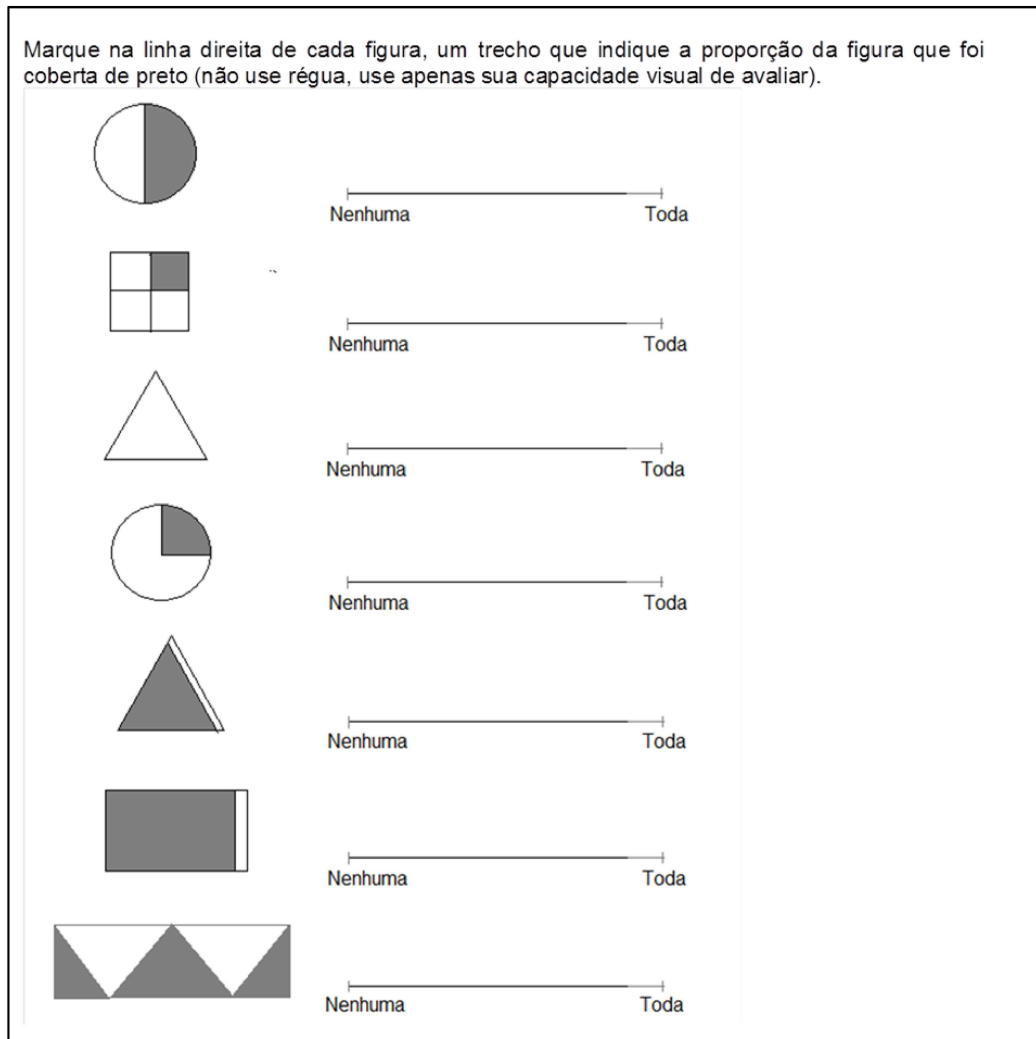 Marque na linha direita de cada figura, um trecho que indique a proporção da figura que foi
coberta de preto (não use régua, use apenas sua capacidade visual de avaliar).
Nenhuma Toda
Nenhuma Toda
Nenhuma Toda
Nenhuma Toda
Nenhuma Toda
Nenhuma Toda
Nenhuma Toda